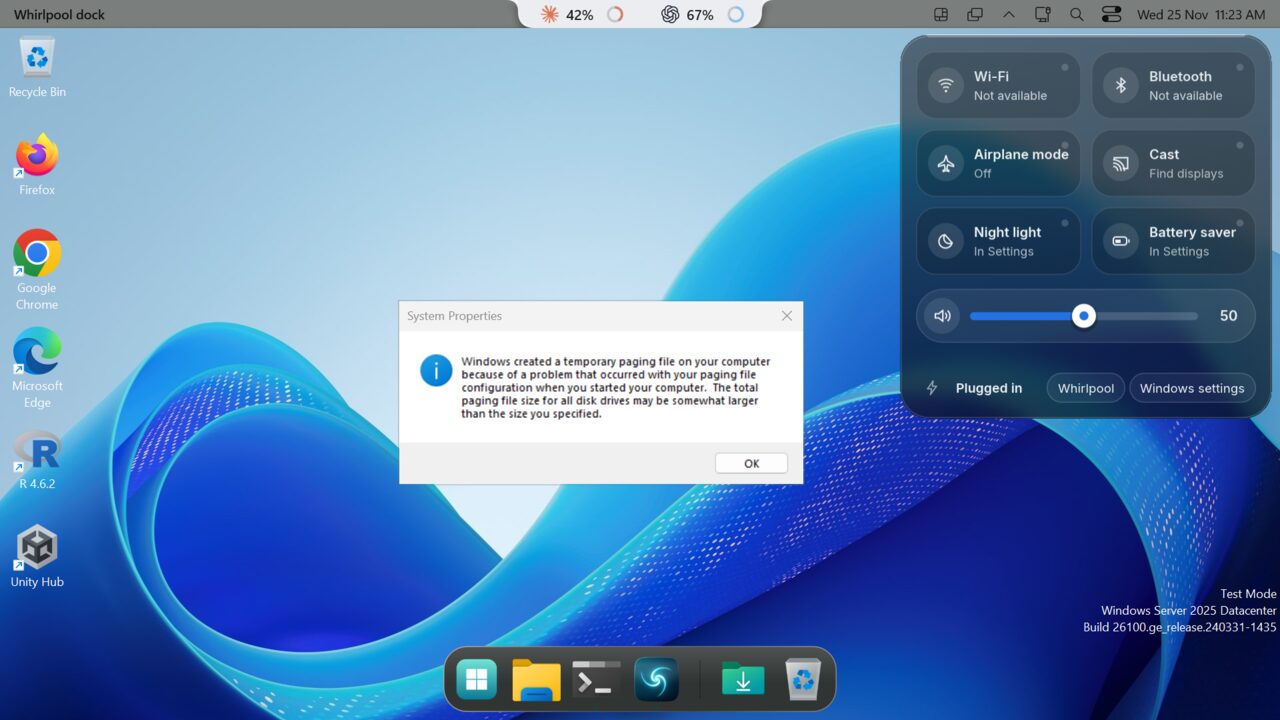 Whirlpool dock
42%
67%
Wed 25 Nov 11:23 AM
Recycle Bin
Firefox
Google
Chrome
Microsoft
Edge
R 4.6.2
Unity Hub
System Properties
Windows created a temporary paging file on your computer
because of a problem that occurred with your paging file
configuration when you started your computer. The total
paging file size for all disk drives may be somewhat larger
than the size you specified.
OK
Wi-Fi
Not available
Bluetooth
Not available
Airplane mode
Off
Cast
Find displays
Night light
In Settings
Battery saver
In Settings
50
Plugged in
Whirlpool
Windows settings
Test Mode
Windows Server 2025 Datacenter
Build 26100.ge_release.240331-1435